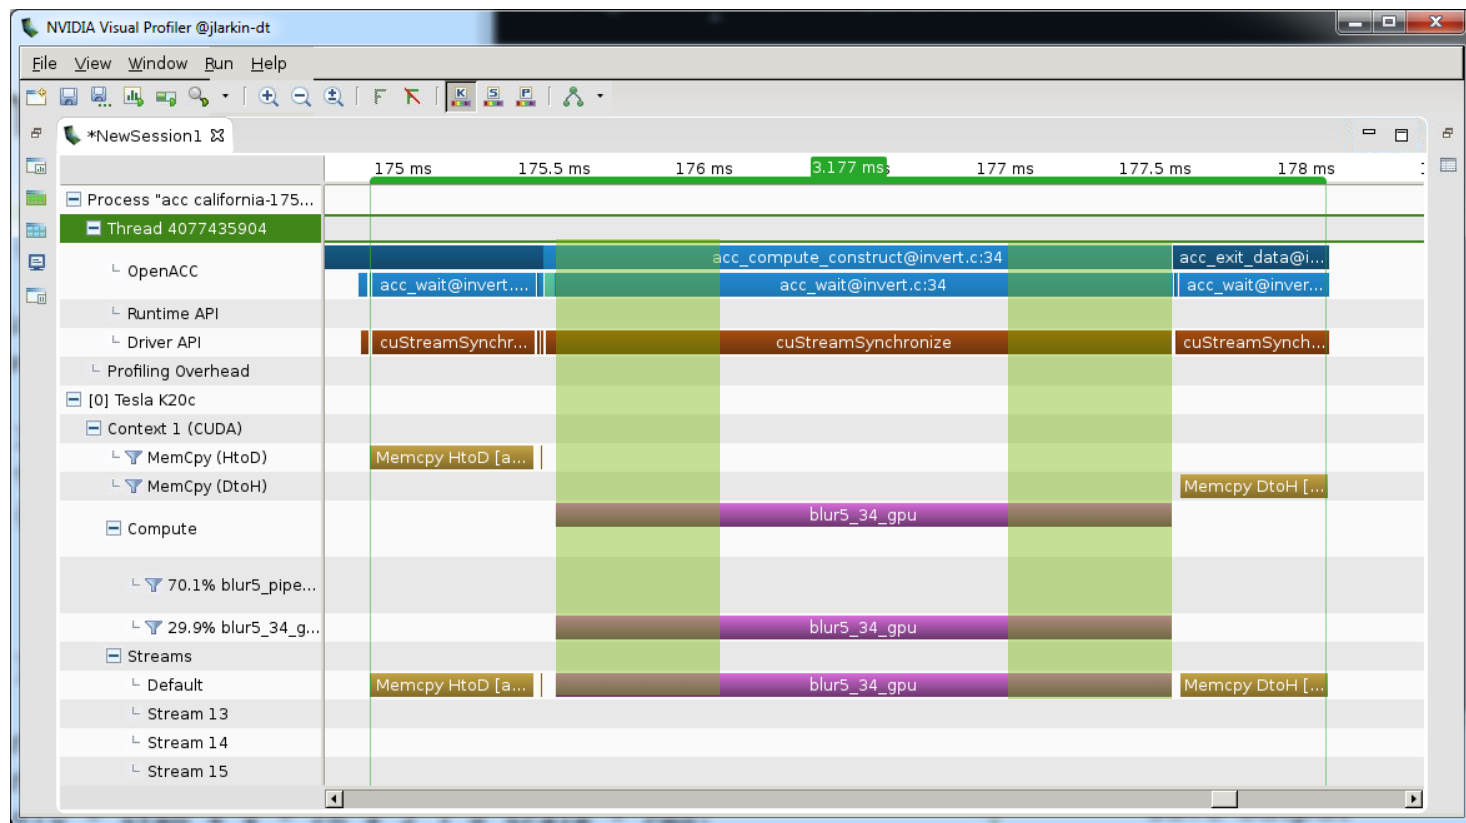 NVIDIA Visual Profiler @jlarkin-dt
File View Window Run Help
*NewSession1
175 ms 175.5 ms 176 ms 3.177 ms 177 ms 177.5 ms 178 ms
Process "acc california-175...
Thread 4077435904
acc_compute_construct@invert.c:34 acc_exit_data@i...
OpenACC
acc_wait@invert.... acc_wait@invert.c:34 acc_wait@inver...
Runtime API
Driver API cuStreamSynchr... cuStreamSynchronize cuStreamSynch...
Profiling Overhead
[0] Tesla K20c
Context 1 (CUDA)
MemCpy (HtoD) Memcpy HtoD [a...
MemCpy (DtoH) Memcpy DtoH [...
blur5_34_gpu
Compute
70.1% blur5_pipe...
29.9% blur5_34_g... blur5_34_gpu
Streams
Default Memcpy HtoD [a... blur5_34_gpu Memcpy DtoH [...
Stream 13
Stream 14
Stream 15